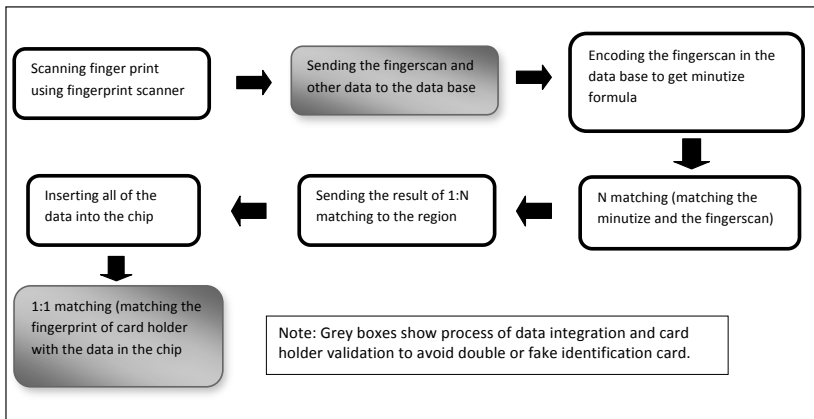 Scanning finger print
using fingerprint scanner
Sending the fingerscan and
other data to the data base
Encoding the fingerscan in the
data base to get minutize
formula
N matching (matching the
minutize and the fingerscan)
Sending the result of 1:N
matching to the region
Inserting all of the
data into the chip
1:1 matching (matching the
fingerprint of card holder
with the data in the chip
Note: Grey boxes show process of data integration and card
holder validation to avoid double or fake identification card.